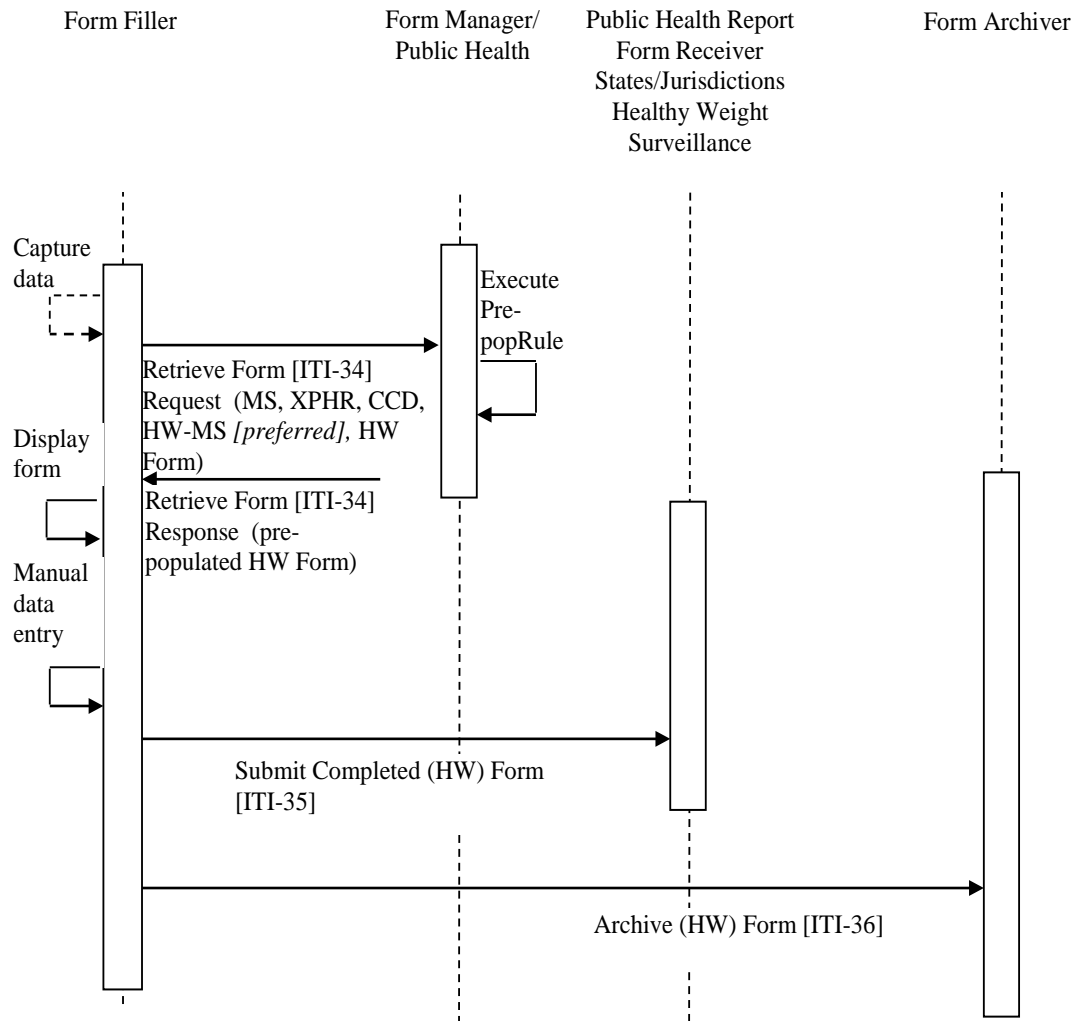 Form Filler
Form Manager/
Public Health
Public Health Report
Form Receiver
States/Jurisdictions
Healthy Weight
Surveillance
Form Archiver
Capture
data
Execute
Pre-
popRule
Retrieve Form [ITI-34]
Request (MS, XPHR, CCD,
HW-MS [preferred], HW
Form)
Display
form
Retrieve Form [ITI-34]
Response (pre-
populated HW Form)
Manual
data
entry
Submit Completed (HW) Form
[ITI-35]
Archive (HW) Form [ITI-36]